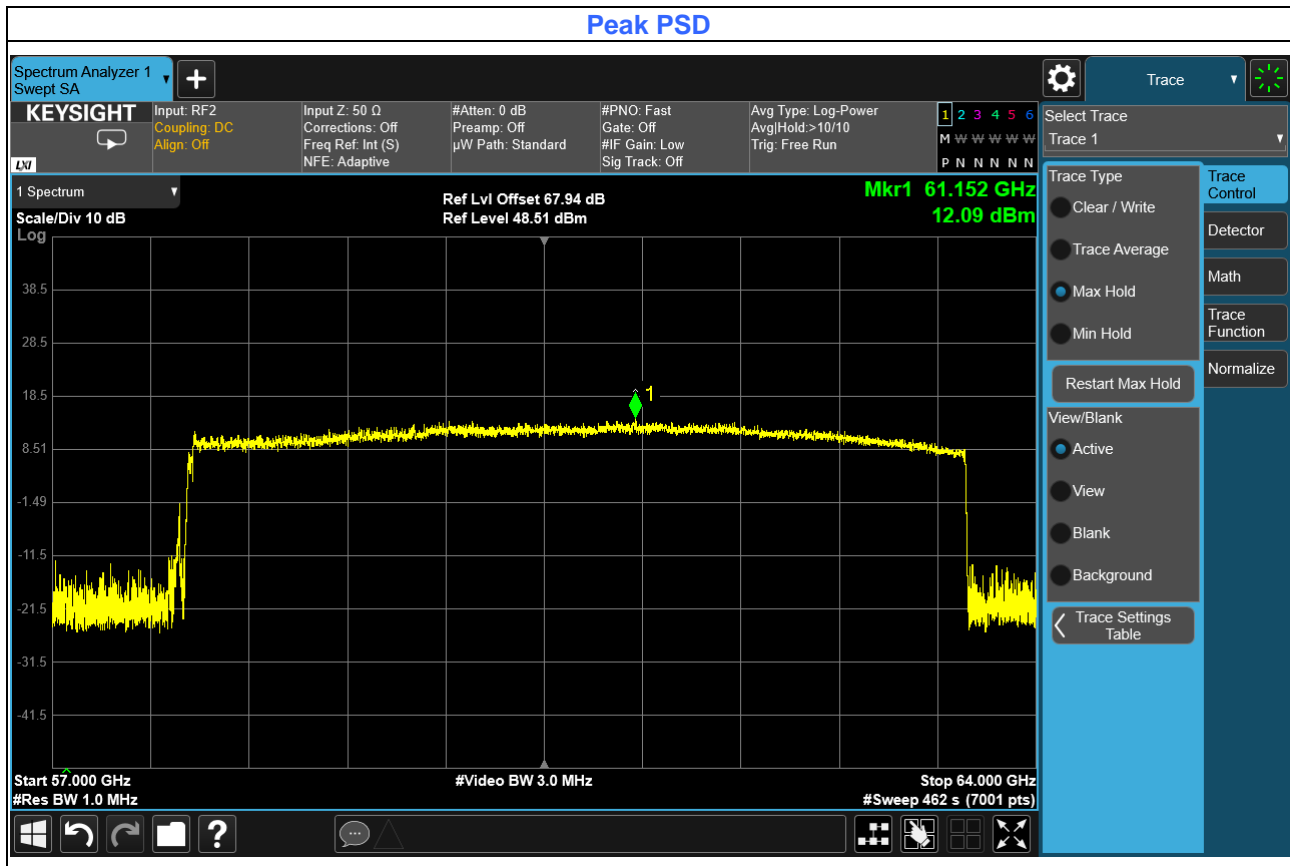 Peak PSD
Spectrum Analyzer 1
Swept SA
+
Trace
KEYSIGHT
LXI
Input: RF2
Coupling: DC
Align: Off
Input Z: 50 Ω
Corrections: Off
Freq Ref: Int (S)
NFE: Adaptive
#Atten: 0 dB
Preamp: Off
µW Path: Standard
#PNO: Fast
Gate: Off
#IF Gain: Low
Sig Track: Off
Avg Type: Log-Power
Avg|Hold:>10/10
Trig: Free Run
1 2 3 4 5 6
M W W W W W
P N N N N N
Select Trace
Trace 1
1 Spectrum
Scale/Div 10 dB
Log
Ref Lvl Offset 67.94 dB
Ref Level 48.51 dBm
Mkr1 61.152 GHz
12.09 dBm
38.5
28.5
18.5
8.51
-1.49
-11.5
-21.5
-31.5
-41.5
1
Start 57.000 GHz
#Res BW 1.0 MHz
#Video BW 3.0 MHz
Stop 64.000 GHz
#Sweep 462 s (7001 pts)
Trace Type
Clear / Write
Trace Average
Max Hold
Min Hold
Restart Max Hold
View/Blank
Active
View
Blank
Background
Trace Settings
Table
Trace
Control
Detector
Math
Trace
Function
Normalize
?